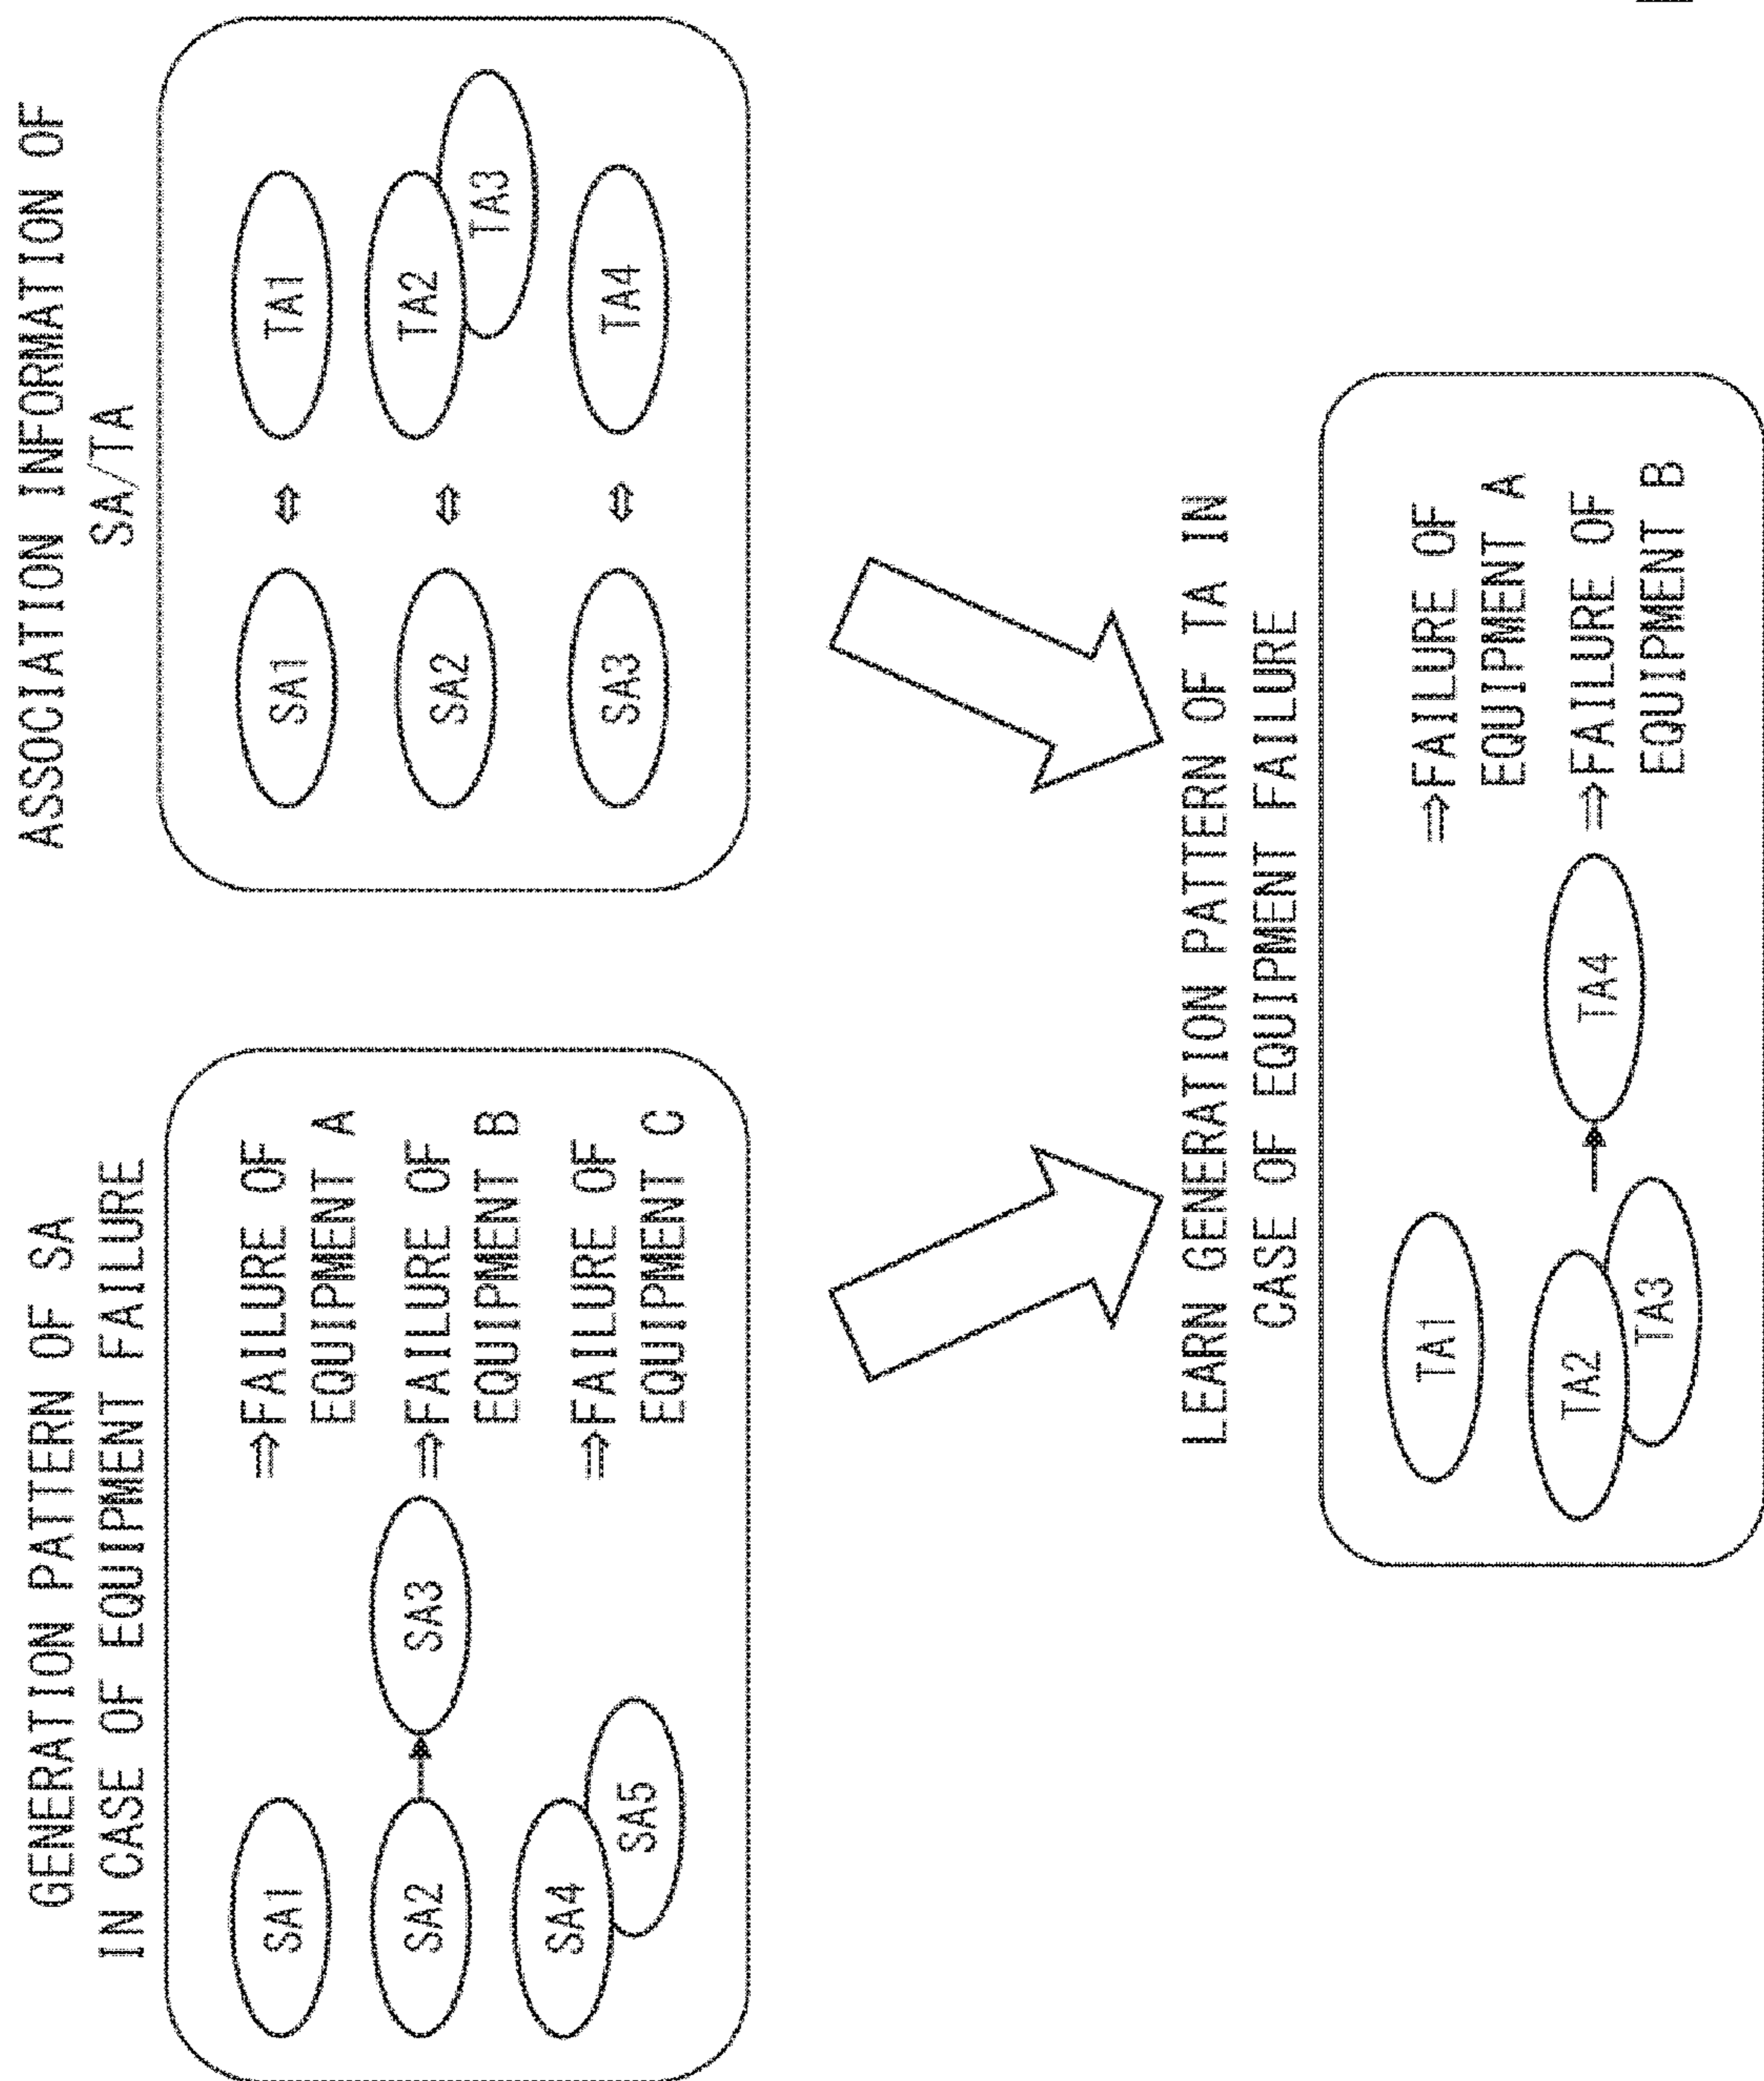 GENERATION PATTERN OF SA
IN CASE OF EQUIPMENT FAILURE
SA1
⇒FAILURE OF
EQUIPMENT A
SA2
SA3
⇒FAILURE OF
EQUIPMENT B
SA4
SA5
⇒FAILURE OF
EQUIPMENT C
ASSOCIATION INFORMATION OF
SA/TA
SA1 ⇔ TA1
SA2 ⇔ TA2
TA3
SA3 ⇔ TA4
LEARN GENERATION PATTERN OF TA IN
CASE OF EQUIPMENT FAILURE
TA1
⇒FAILURE OF
EQUIPMENT A
TA2
TA3
TA4
⇒FAILURE OF
EQUIPMENT B